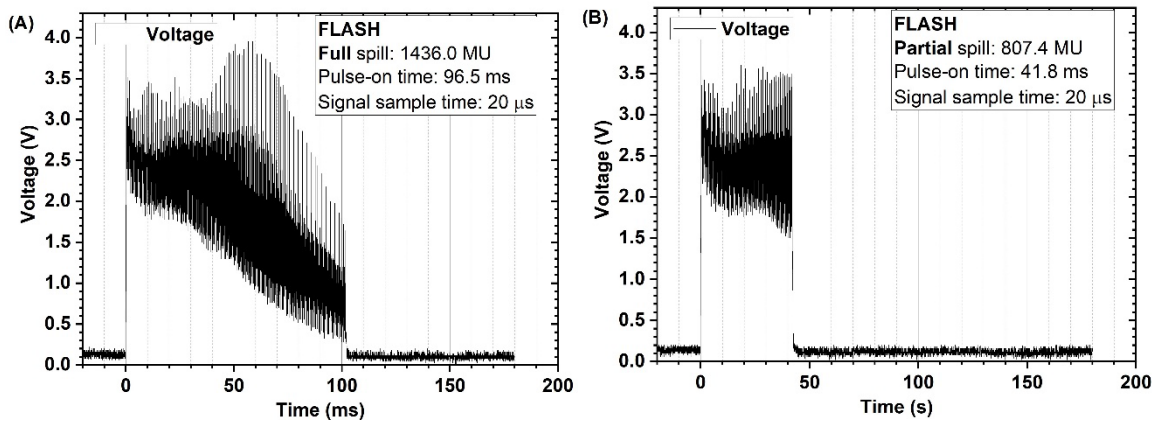 (A)
Voltage
FLASH
Full spill: 1436.0 MU
Pulse-on time: 96.5 ms
Signal sample time: 20 μs
Voltage (V)
4.0
3.5
3.0
2.5
2.0
1.5
1.0
0.5
0.0
0 50 100 150 200
Time (ms)
(B)
Voltage
FLASH
Partial spill: 807.4 MU
Pulse-on time: 41.8 ms
Signal sample time: 20 μs
Voltage (V)
4.0
3.5
3.0
2.5
2.0
1.5
1.0
0.5
0.0
0 50 100 150 200
Time (s)